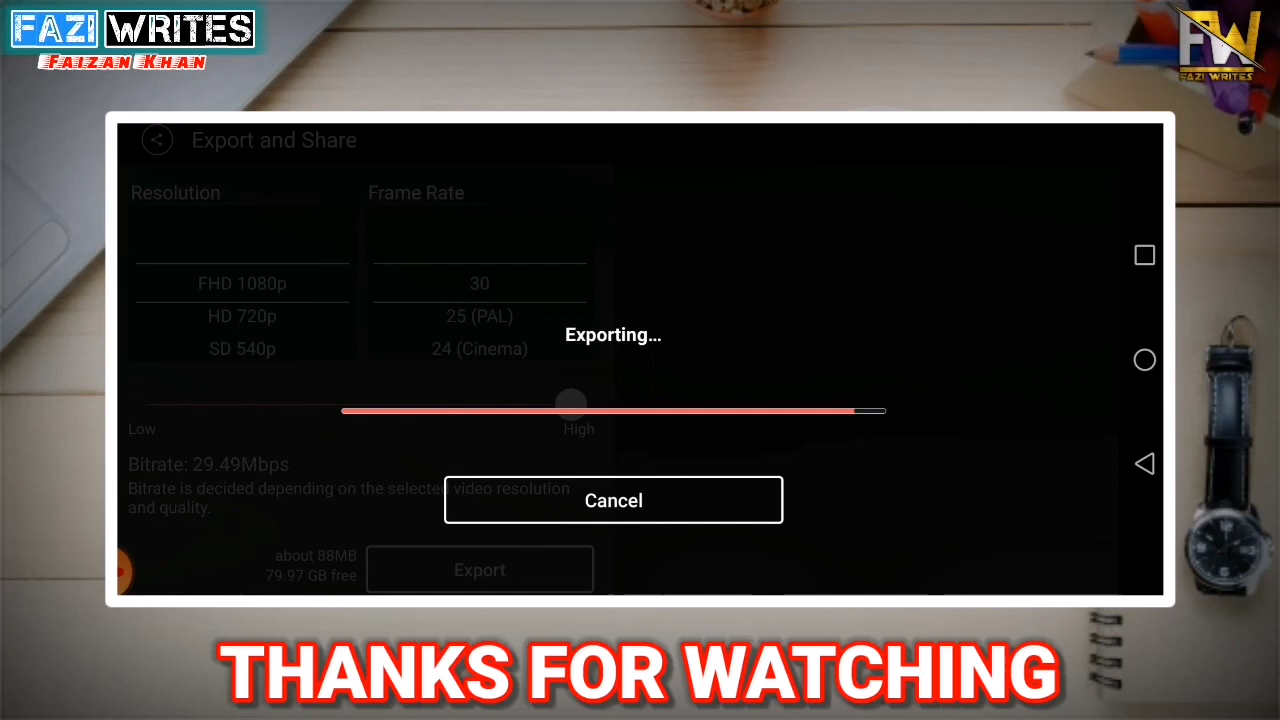 FAZI WRITES
Faizan Khan
FW
FAZI WRITES
Export and Share
Resolution
Frame Rate
FHD 1080p
30
HD 720p
25 (PAL)
SD 540p
24 (Cinema)
Exporting...
Low
High
Bitrate: 29.49Mbps
Bitrate is decided depending on the selected video resolution
and quality.
Cancel
about 88MB
79.97 GB free
Export
THANKS FOR WATCHING